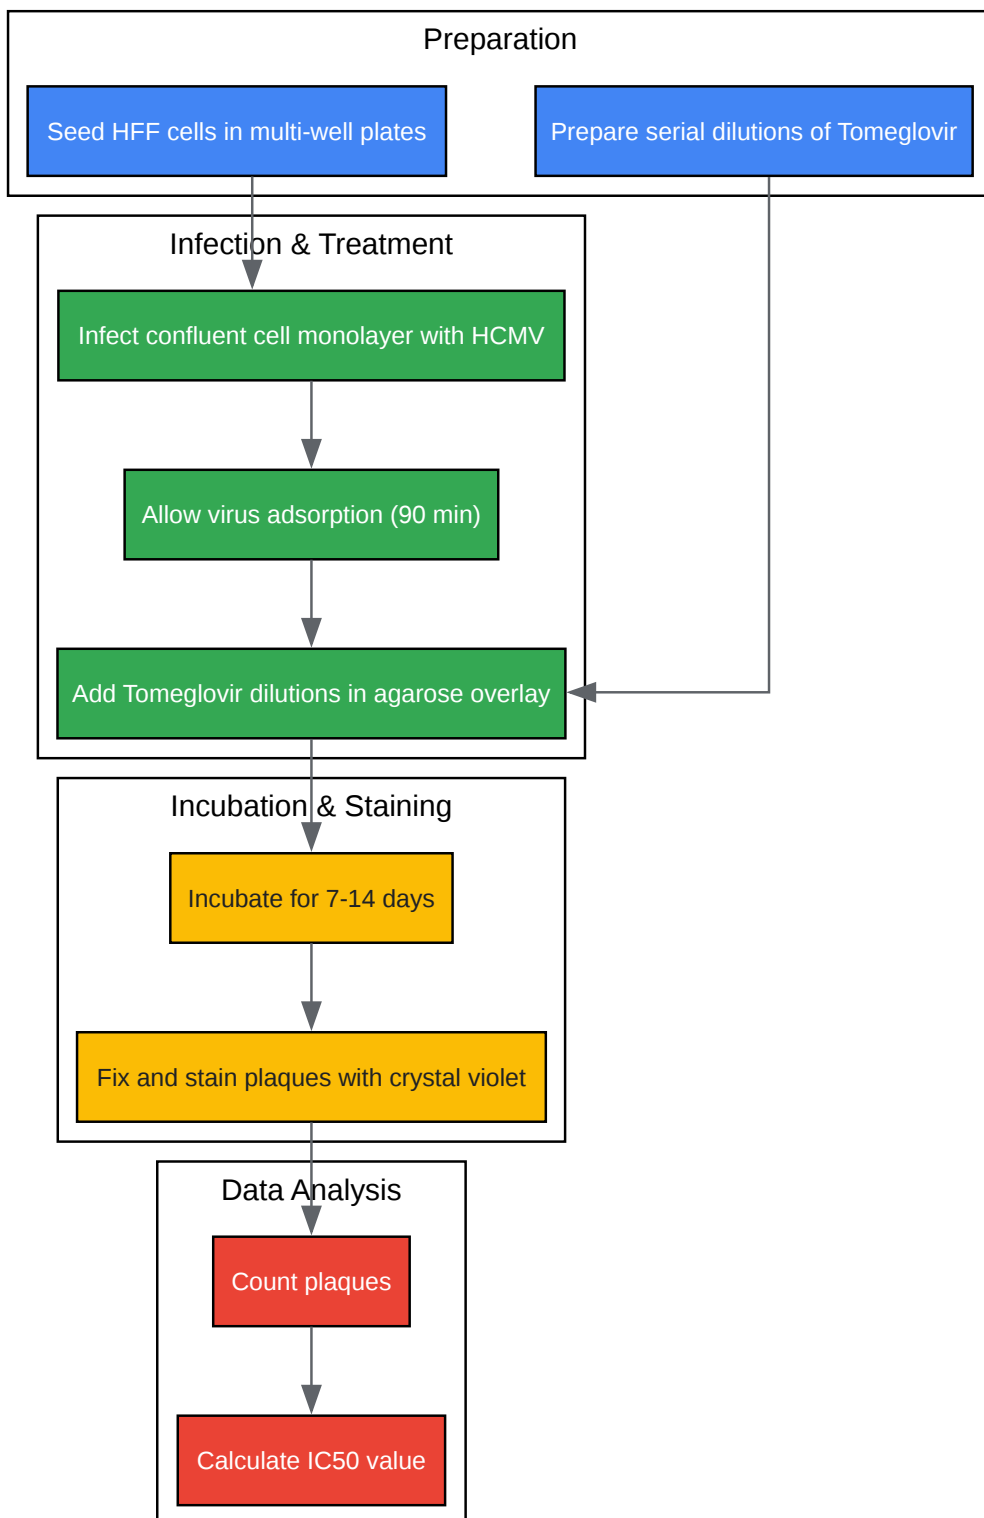 Preparation
Seed HFF cells in multi-well plates
Prepare serial dilutions of Tomeglovir
Infection & Treatment
Infect confluent cell monolayer with HCMV
Allow virus adsorption (90 min)
Add Tomeglovir dilutions in agarose overlay
Incubation & Staining
Incubate for 7-14 days
Fix and stain plaques with crystal violet
Data Analysis
Count plaques
Calculate IC50 value